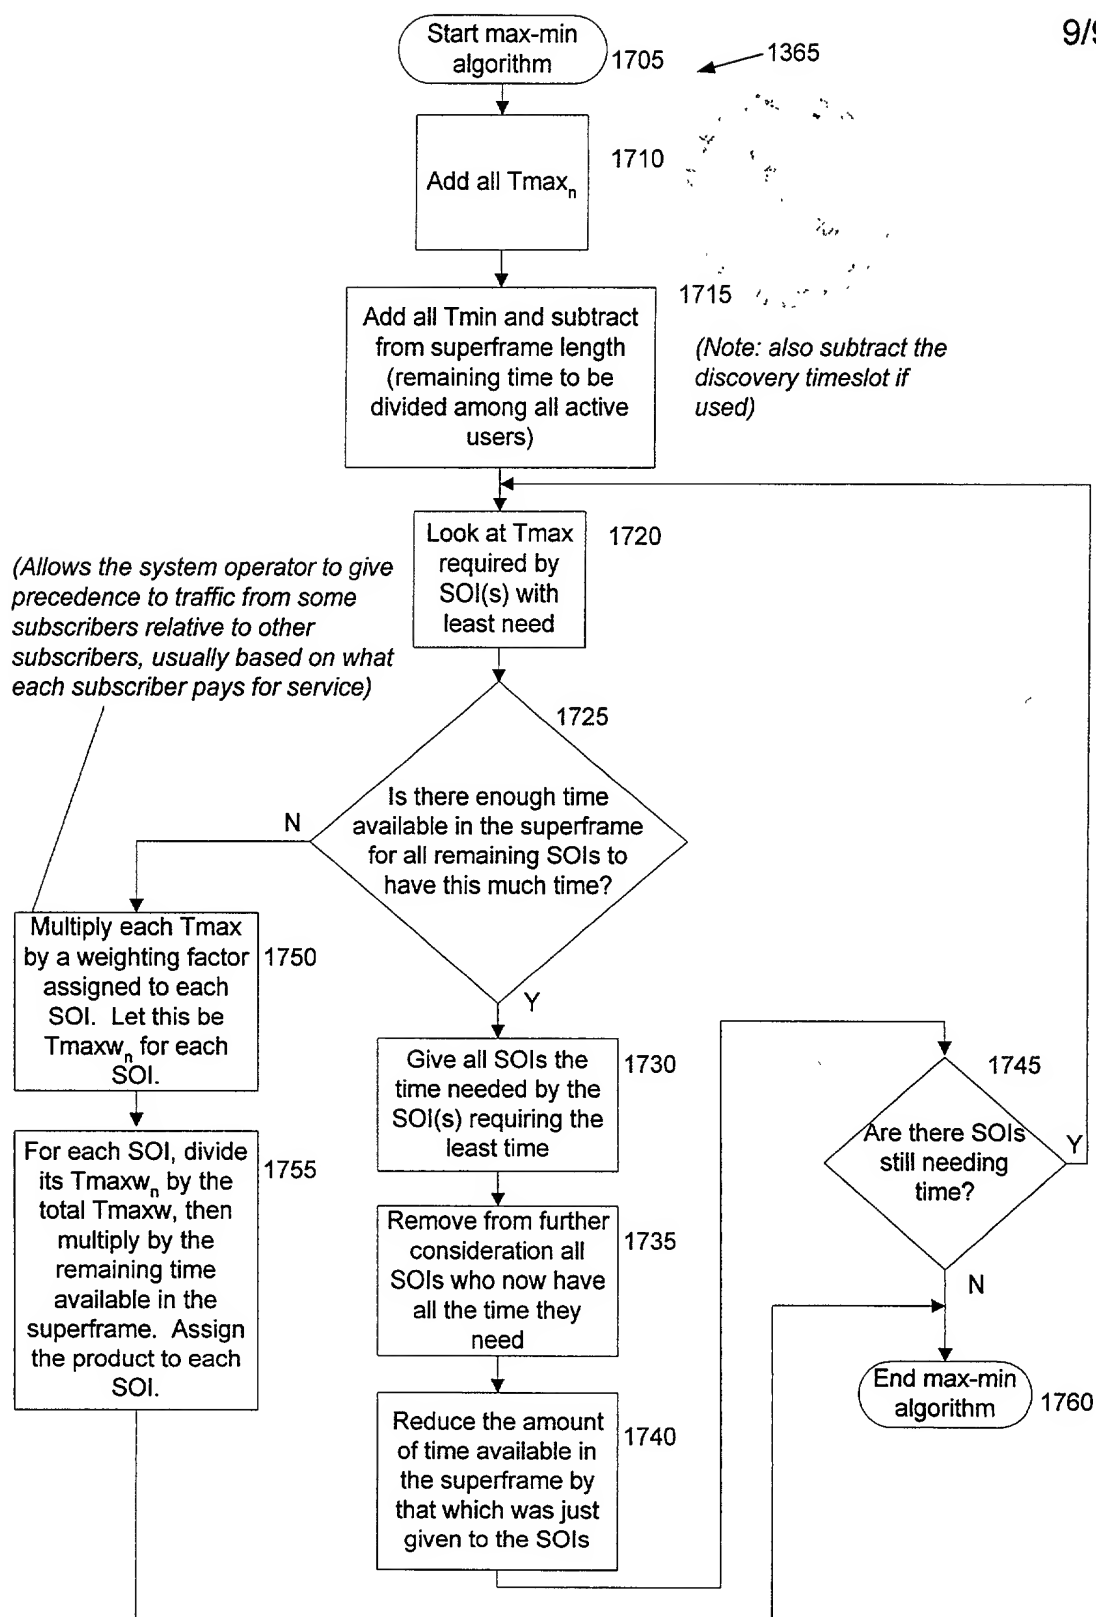 9/9
Start max-min
algorithm
1705
1365
1710
Add all Tmaxn
1715
Add all Tmin and subtract
from superframe length
(remaining time to be
divided among all active
users)
(Note: also subtract the
discovery timeslot if
used)
Look at Tmax
required by
SOI(s) with
least need
1720
(Allows the system operator to give
precedence to traffic from some
subscribers relative to other
subscribers, usually based on what
each subscriber pays for service)
1725
Is there enough time
available in the superframe
for all remaining SOIs to
have this much time?
N
Y
Multiply each Tmax
by a weighting factor
assigned to each
SOI. Let this be
Tmaxwn for each
SOI.
1750
Give all SOIs the
time needed by the
SOI(s) requiring the
least time
1730
1745
Are there SOIs
still needing
time?
Y
N
For each SOI, divide
its Tmaxwn by the
total Tmaxw, then
multiply by the
remaining time
available in the
superframe. Assign
the product to each
SOI.
1755
Remove from further
consideration all
SOIs who now have
all the time they
need
1735
End max-min
algorithm
1760
Reduce the amount
of time available in
the superframe by
that which was just
given to the SOIs
1740